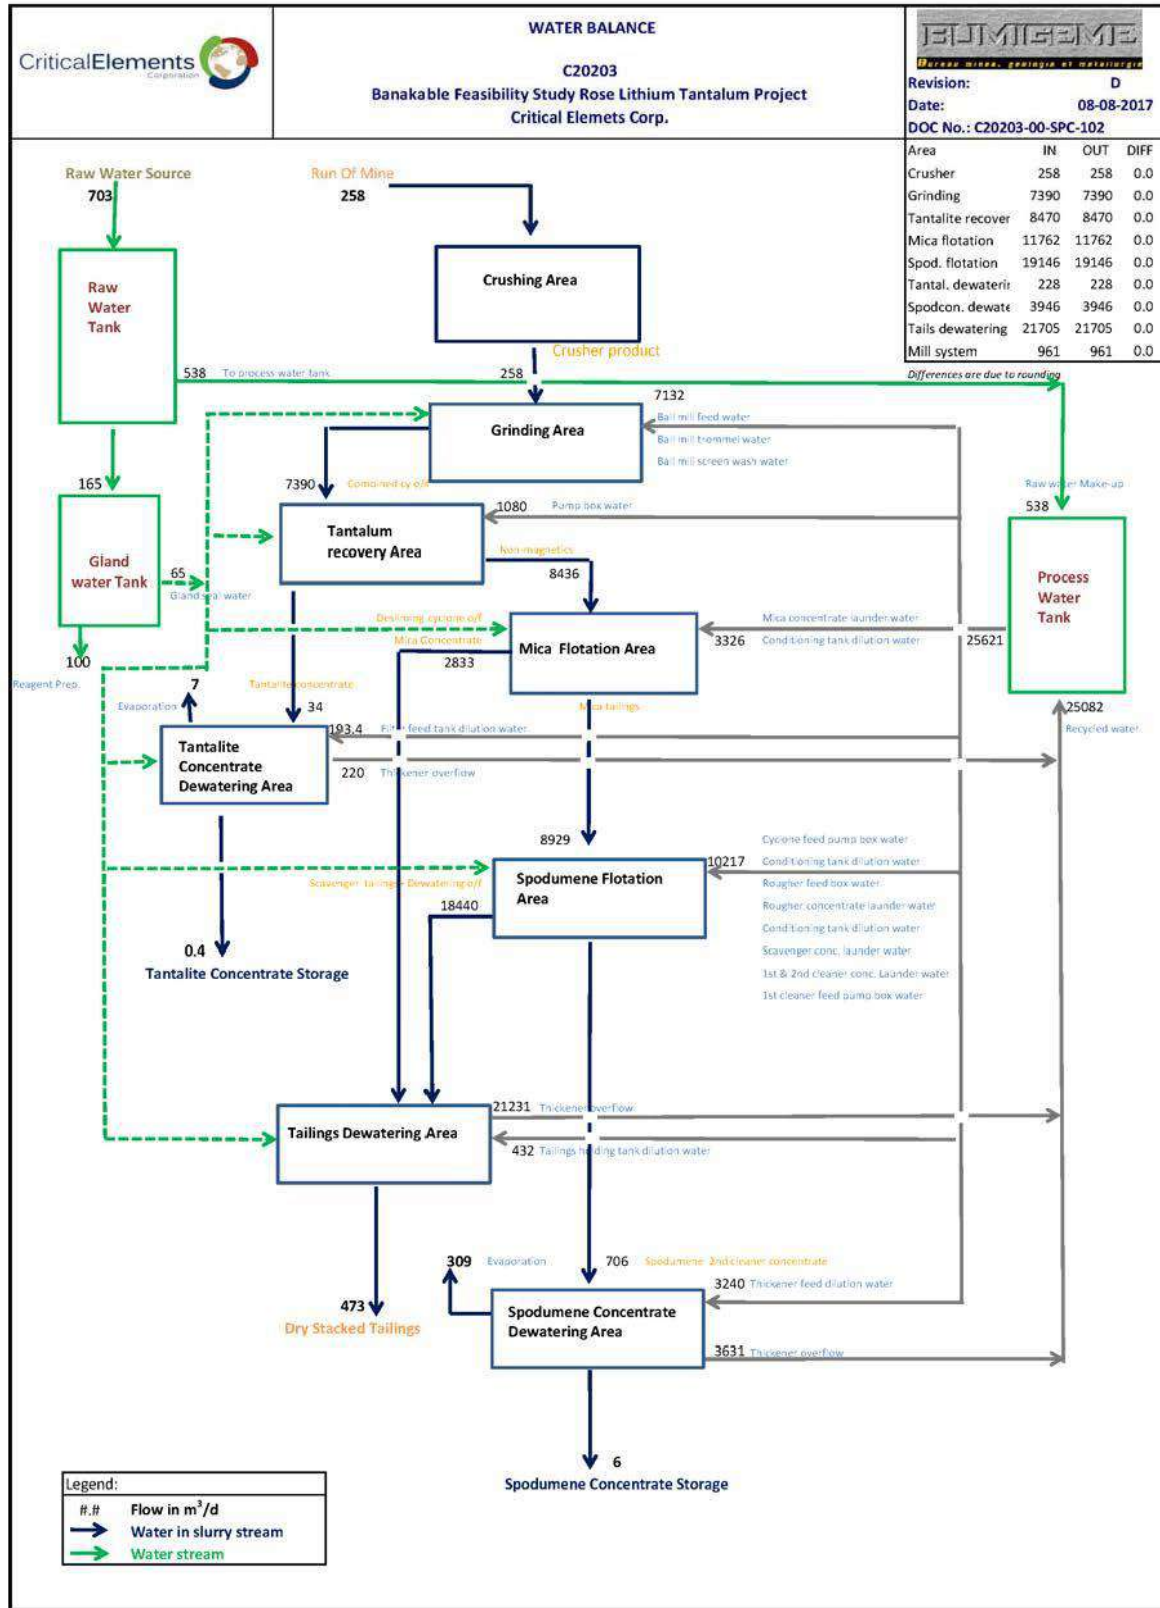 CriticalElements
Corporation
WATER BALANCE
C20203
Banakable Feasibility Study Rose Lithium Tantalum Project
Critical Elemets Corp.
Bureau mines, geologie et metallurgie
Revision: D
Date: 08-08-2017
DOC No.: C20203-00-SPC-102
Area IN OUT DIFF
Crusher 258 258 0.0
Grinding 7390 7390 0.0
Tantalite recover 8470 8470 0.0
Mica flotation 11762 11762 0.0
Spod. flotation 19146 19146 0.0
Tantal. dewaterin 228 228 0.0
Spodcon. dewate 3946 3946 0.0
Tails dewatering 21705 21705 0.0
Mill system 961 961 0.0
Differences are due to rounding
Raw Water Source
703
Run Of Mine
258
Raw
Water
Tank
Crushing Area
Crusher product
538 To process water tank
258
7132
Grinding Area
Ball mill feed water
Ball mill trommel water
Ball mill screen wash water
165
7390
Combined cy o/f
Raw water Make-up
538
1080 Pump box water
Tantalum
recovery Area
Gland
water Tank
65
Gland seal water
Non-magnetics
8436
Process
Water
Tank
Desliming cyclone o/f
Mica Concentrate
2833
Mica Flotation Area
Mica concentrate launder water
3326 Conditioning tank dilution water
25621
100
Reagent Prep.
7
Evaporation
Tantalite concentrate
34
Mica tailings
25082
Recycled water
193.4 Filter feed tank dilution water
Tantalite
Concentrate
Dewatering Area
220 Thickener overflow
8929
Cyclone feed pump box water
10217 Conditioning tank dilution water
Rougher feed box water
Rougher concentrate launder water
Conditioning tank dilution water
Scavenger conc. launder water
1st & 2nd cleaner conc. Launder water
1st cleaner feed pump box water
Scavenger tailings + Dewatering o/f
18440
Spodumene Flotation
Area
0.4
Tantalite Concentrate Storage
21231 Thickener overflow
Tailings Dewatering Area
432 Tailings holding tank dilution water
309 Evaporation
706 Spodumene 2nd cleaner concentrate
3240 Thickener feed dilution water
473
Dry Stacked Tailings
Spodumene Concentrate
Dewatering Area
3631 Thickener overflow
6
Spodumene Concentrate Storage
Legend:
#.# Flow in m³/d
Water in slurry stream
Water stream